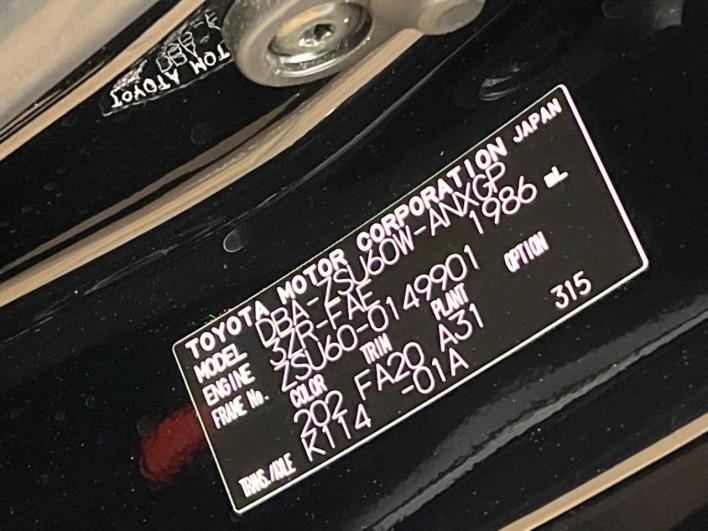 TOYOTA MOTOR CORPORATION JAPAN
MODEL DBA-ZSU60W-ANXGP
ENGINE 3ZR-FAE 1986 mL
FRAME No. ZSU60-0149901
COLOR TRIM PLANT OPTION
202 FA20 A31 315
TRANS./AXLE K114 -01A